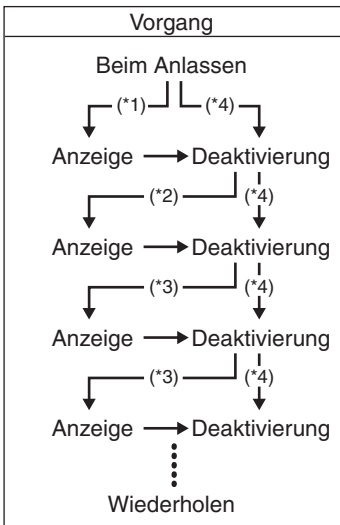 Vorgang
Beim Anlassen
(*1) (*4)
Anzeige Deaktivierung
(*2) (*4)
Anzeige Deaktivierung
(*3) (*4)
Anzeige Deaktivierung
(*3) (*4)
Anzeige Deaktivierung
Wiederholen